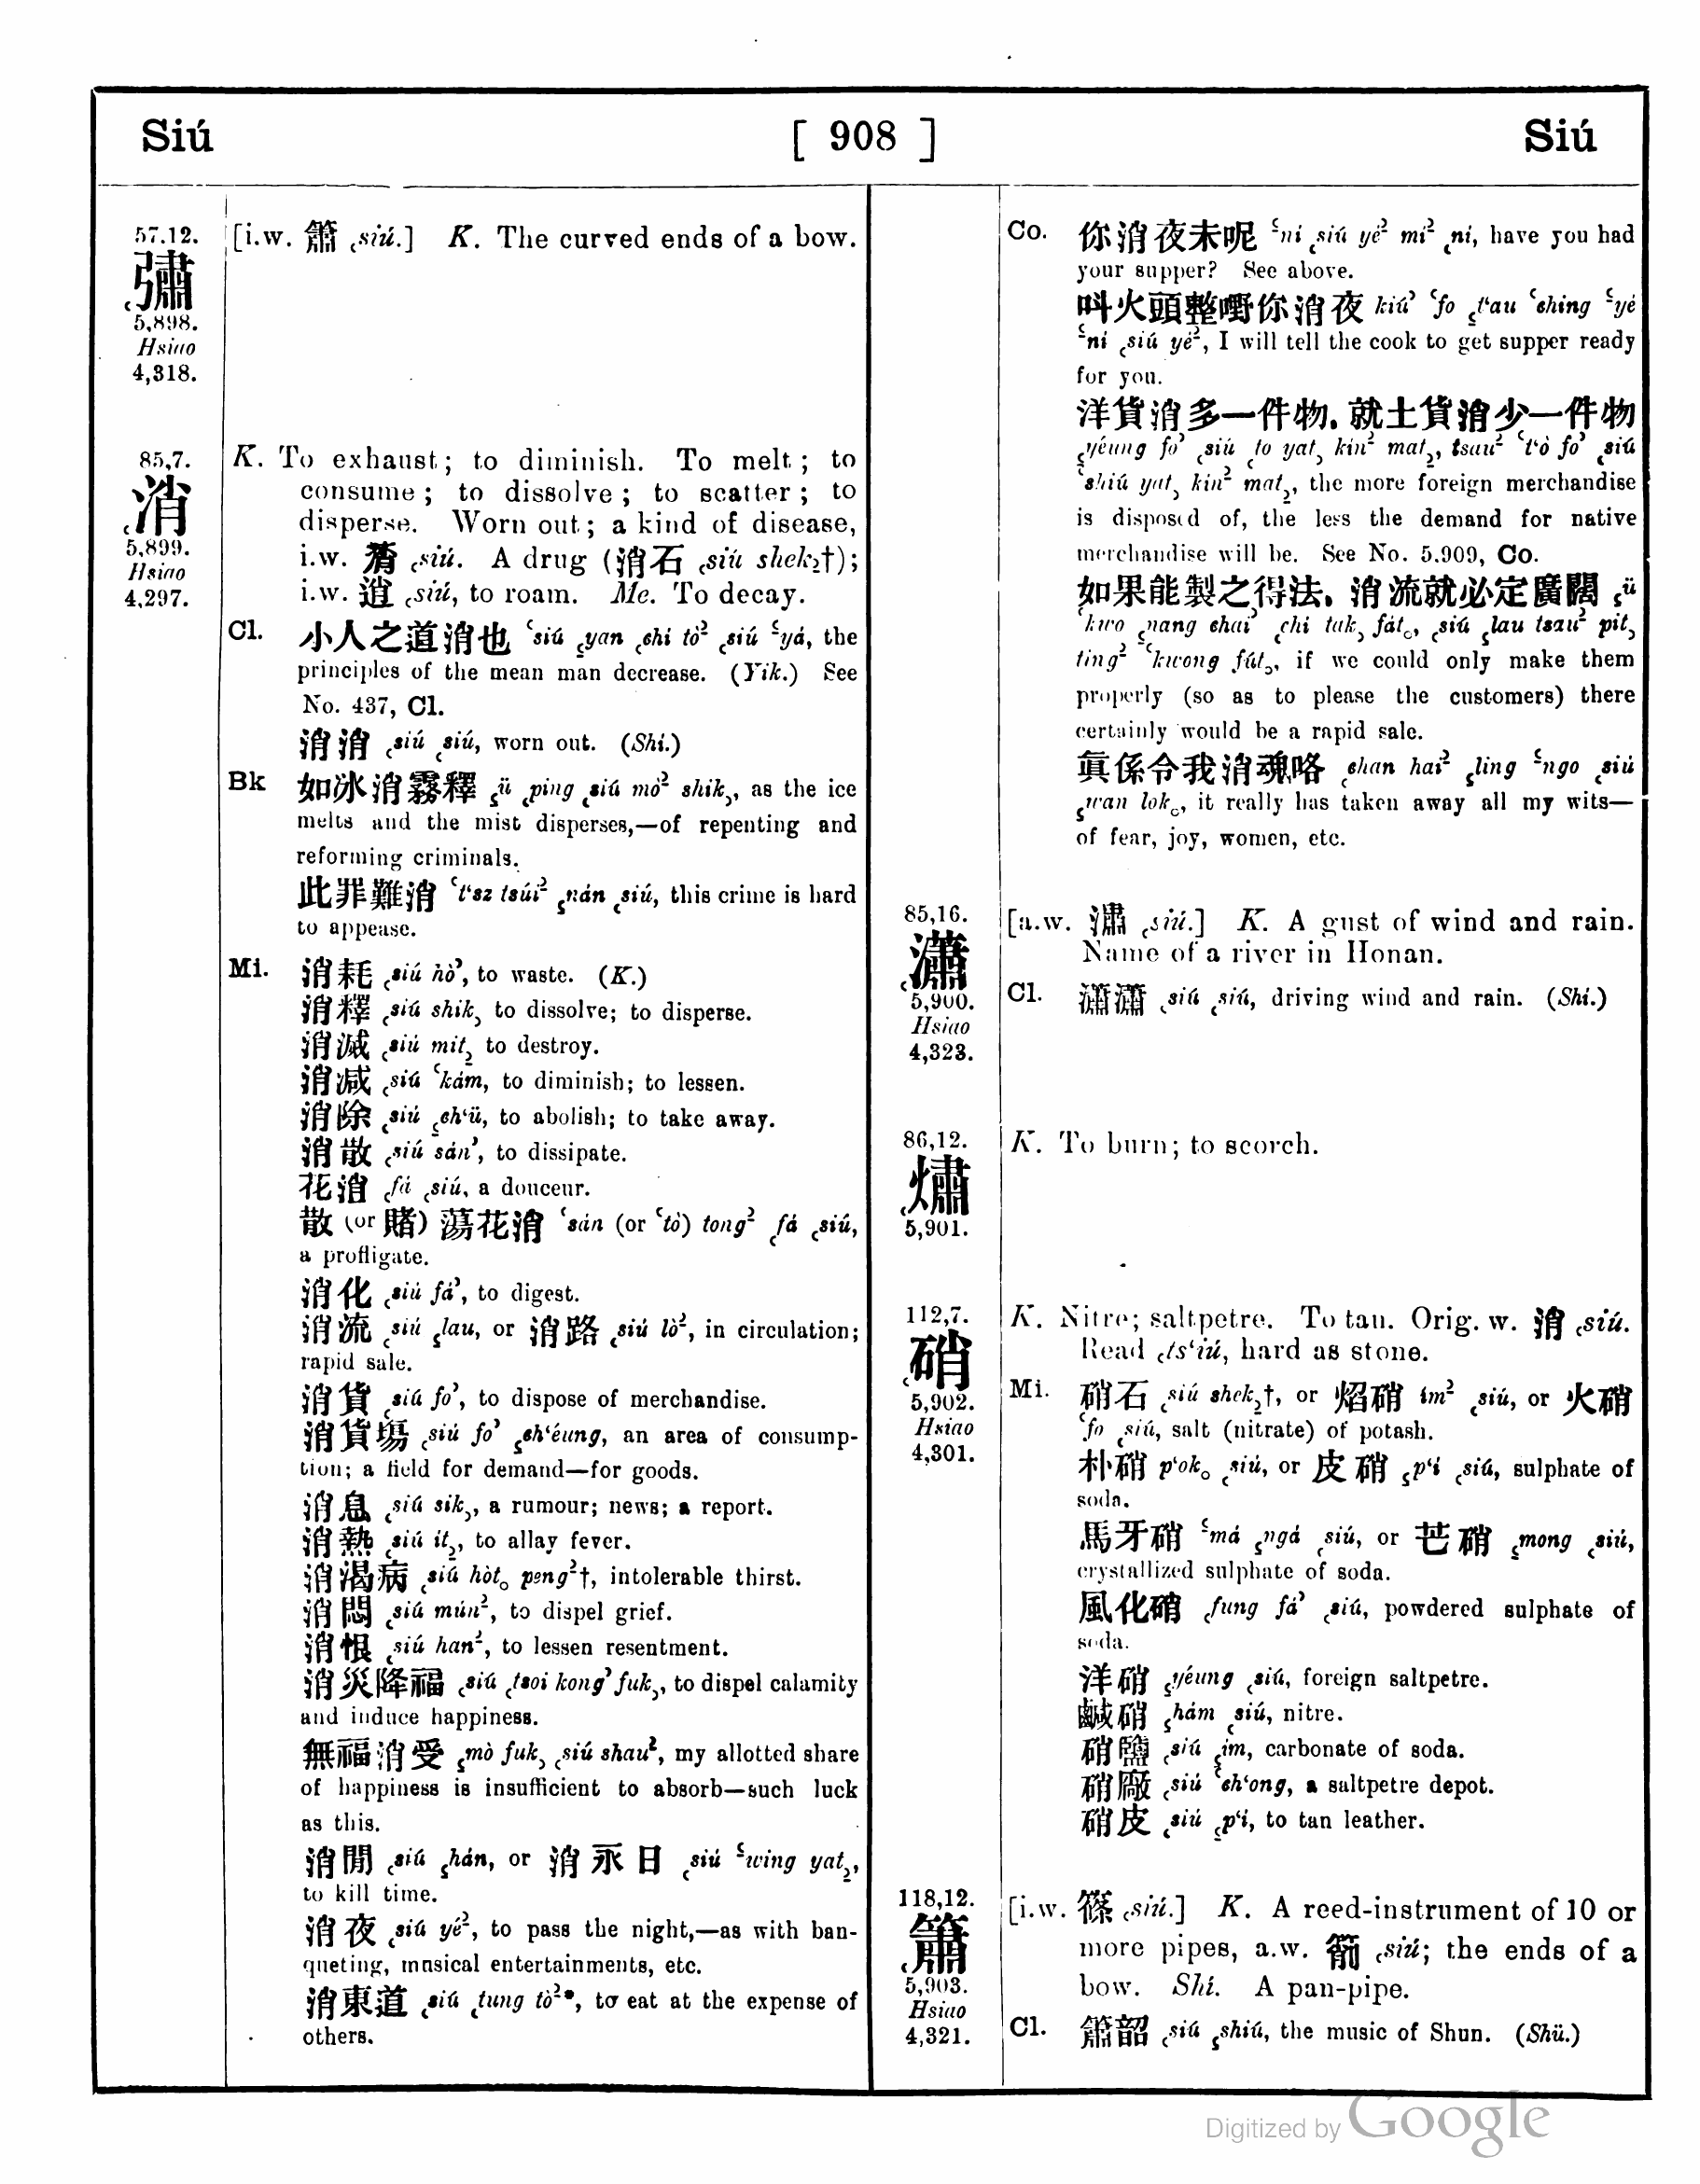 Siú [ 908 ] Siú
57.12.
彇
5,898.
Hsiao
4,318.
[i.w. 簫 ꜀siú.] K. The curved ends of a bow.
85,7.
꜀消
5,899.
Hsiao
4,297.
K. To exhaust; to diminish. To melt; to
consume; to dissolve; to scatter; to
disperse. Worn out; a kind of disease,
i.w. 痟 ꜀siú. A drug (消石 ꜀siú shek₂†);
i.w. 逍 ꜀siú, to roam. Me. To decay.
Cl. 小人之道消也 ꜂siú ꜁yan ꜀chi tò² ꜀siú ꜃yá, the
principles of the mean man decrease. (Yik.) See
No. 437, Cl.
消消 ꜀siú ꜀siú, worn out. (Shí.)
Bk 如氷消霧釋 ꜁ü ꜀ping ꜀siú mò² shik꜆, as the ice
melts and the mist disperses,—of repenting and
reforming criminals.
此罪難消 ꜂t‘sz tsúi² ꜁nán ꜀siú, this crime is hard
to appease.
Mi. 消耗 ꜀siú hò꜄, to waste. (K.)
消釋 ꜀siú shik꜆ to dissolve; to disperse.
消滅 ꜀siú mit₂ to destroy.
消減 ꜀siú ꜂kám, to diminish; to lessen.
消除 ꜀siú ꜁ch‘ü, to abolish; to take away.
消散 ꜀siú sán꜄, to dissipate.
花消 ꜀fá ꜀siú, a douceur.
散 (or 賭) 蕩花消 ꜂sán (or ꜂tò) tong² ꜀fá ꜀siú,
a profligate.
消化 ꜀siú fá꜄, to digest.
消流 ꜀siú ꜁lau, or 消路 ꜀siú lò², in circulation;
rapid sale.
消貨 ꜀siú fo꜄, to dispose of merchandise.
消貨塲 ꜀siú fo꜄ ꜁ch‘éung, an area of consump-
tion; a field for demand—for goods.
消息 ꜀siú sik꜆, a rumour; news; a report.
消熱 ꜀siú ít₂, to allay fever.
消渴病 ꜀siú hòt꜀ peng²†, intolerable thirst.
消悶 ꜀siú mún², to dispel grief.
消恨 ꜀siú han², to lessen resentment.
消災降福 ꜀siú ꜀tsoi kong꜄ fuk꜆, to dispel calamity
and induce happiness.
無福消受 ꜁mò fuk꜆ ꜀siú shau², my allotted share
of happiness is insufficient to absorb—such luck
as this.
消閒 ꜀siú ꜁hán, or 消永日 ꜀siú ꜃wing yat₂,
to kill time.
消夜 ꜀siú yé², to pass the night,—as with ban-
queting, musical entertainments, etc.
消東道 ꜀siú ꜀tung tò²*, to eat at the expense of
others.
Co. 你消夜未呢 ꜃ní ꜀siú yé² mí² ꜀ní, have you had
your supper? See above.
呌火頭整嘢你消夜 kiú꜄ ꜂fo ꜁t‘au ꜂ching ꜃yé
꜃ní ꜀siú yé², I will tell the cook to get supper ready
for you.
洋貨消多一件物，就土貨消少一件物
꜁yéung fo꜄ ꜀siú ꜀to yat꜆ kin² mat₂, tsau² ꜂t‘ò fo꜄ ꜀siú
꜂shiú yat꜆ kin² mat₂, the more foreign merchandise
is disposed of, the less the demand for native
merchandise will be. See No. 5.909, Co.
如果能製之得法，消流就必定廣闊 ꜁ü
꜂kwo ꜁nang chai꜄ ꜀chi tak꜆ fát꜀, ꜀siú ꜁lau tsau² pít꜆
ting² ꜂kwong fút꜀, if we could only make them
properly (so as to please the customers) there
certainly would be a rapid sale.
眞係令我消魂咯 ꜀chan hai² ꜁ling ꜃ngo ꜀siú
꜁wan lok꜀, it really has taken away all my wits—
of fear, joy, women, etc.
85,16.
꜀瀟
5,900.
Hsiao
4,323.
[a.w. 潚 ꜀siú.] K. A gust of wind and rain.
Name of a river in Honan.
Cl. 瀟瀟 ꜀siú ꜀siú, driving wind and rain. (Shí.)
86,12.
꜀熽
5,901.
K. To burn; to scorch.
112,7.
꜀硝
5,902.
Hsiao
4,301.
K. Nitre; saltpetre. To tan. Orig. w. 消 ꜀siú.
Read ꜀ts‘iú, hard as stone.
Mi. 硝石 ꜀siú shek₂†, or 焰硝 ím² ꜀siú, or 火硝
꜂fo ꜀siú, salt (nitrate) of potash.
朴硝 p‘ok꜀ ꜀siú, or 皮硝 ꜁p‘í ꜀siú, sulphate of
soda.
馬牙硝 ꜃má ꜁ngá ꜀siú, or 芒硝 ꜁mong ꜀siú,
crystallized sulphate of soda.
風化硝 ꜀fung fá꜄ ꜀siú, powdered sulphate of
soda.
洋硝 ꜁yéung ꜀siú, foreign saltpetre.
鹹硝 ꜁hám ꜀siú, nitre.
硝鹽 ꜀siú ꜁ím, carbonate of soda.
硝廠 ꜀siú ꜂ch‘ong, a saltpetre depot.
硝皮 ꜀siú ꜁p‘í, to tan leather.
118,12.
꜀簫
5,903.
Hsiao
4,321.
[i.w. 篠 ꜀siú.] K. A reed-instrument of 10 or
more pipes, a.w. 箾 ꜀siú; the ends of a
bow. Shí. A pan-pipe.
Cl. 簫韶 ꜀siú ꜁shiú, the music of Shun. (Shü.)
Digitized by Google